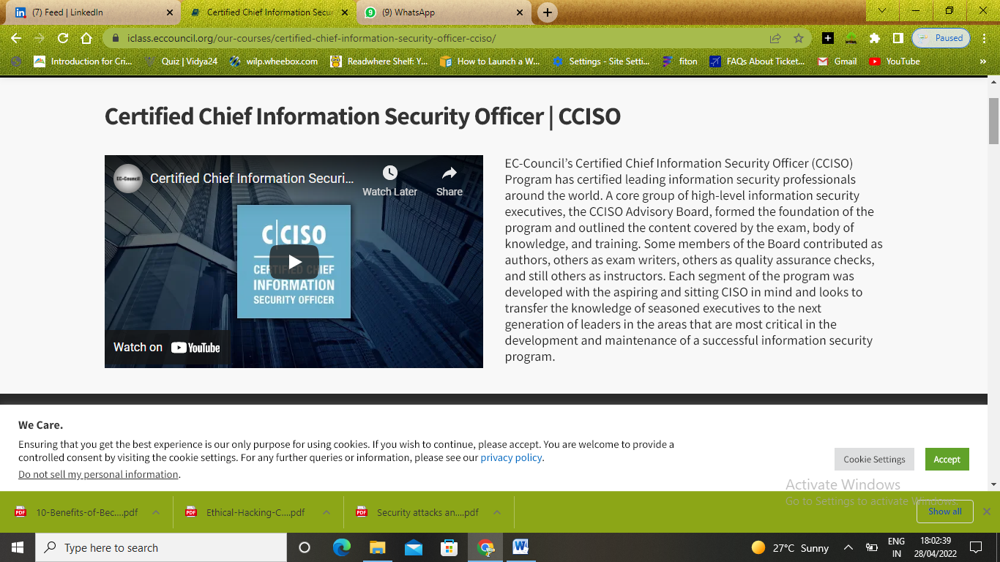 (7) Feed | LinkedIn
Certified Chief Information Secur
9
(9) WhatsApp
iclass.eccouncil.org/our-courses/certified-chief-information-security-officer-cciso/
Paused
Introduction for Cri...
Quiz | Vidya24
wilp.wheebox.com
Readwhere Shelf: Y...
How to Launch a W...
Settings - Site Setti...
fiton
FAQs About Ticket...
Gmail
YouTube
»
Certified Chief Information Security Officer | CCISO
EC-Council
Certified Chief Information Securi...
Watch Later
Share
C|CISO
CERTIFIED CHIEF
INFORMATION
SECURITY OFFICER
Watch on YouTube
EC-Council’s Certified Chief Information Security Officer (CCISO)
Program has certified leading information security professionals
around the world. A core group of high-level information security
executives, the CCISO Advisory Board, formed the foundation of the
program and outlined the content covered by the exam, body of
knowledge, and training. Some members of the Board contributed as
authors, others as exam writers, others as quality assurance checks,
and still others as instructors. Each segment of the program was
developed with the aspiring and sitting CISO in mind and looks to
transfer the knowledge of seasoned executives to the next
generation of leaders in the areas that are most critical in the
development and maintenance of a successful information security
program.
We Care.
Ensuring that you get the best experience is our only purpose for using cookies. If you wish to continue, please accept. You are welcome to provide a
controlled consent by visiting the cookie settings. For any further queries or information, please see our privacy policy.
Do not sell my personal information.
Cookie Settings
Accept
Activate Windows
Go to Settings to activate Windows.
PDF 10-Benefits-of-Bec....pdf
PDF Ethical-Hacking-C....pdf
PDF Security attacks an....pdf
Show all
Type here to search
27°C Sunny
ENG
IN
18:02:39
28/04/2022